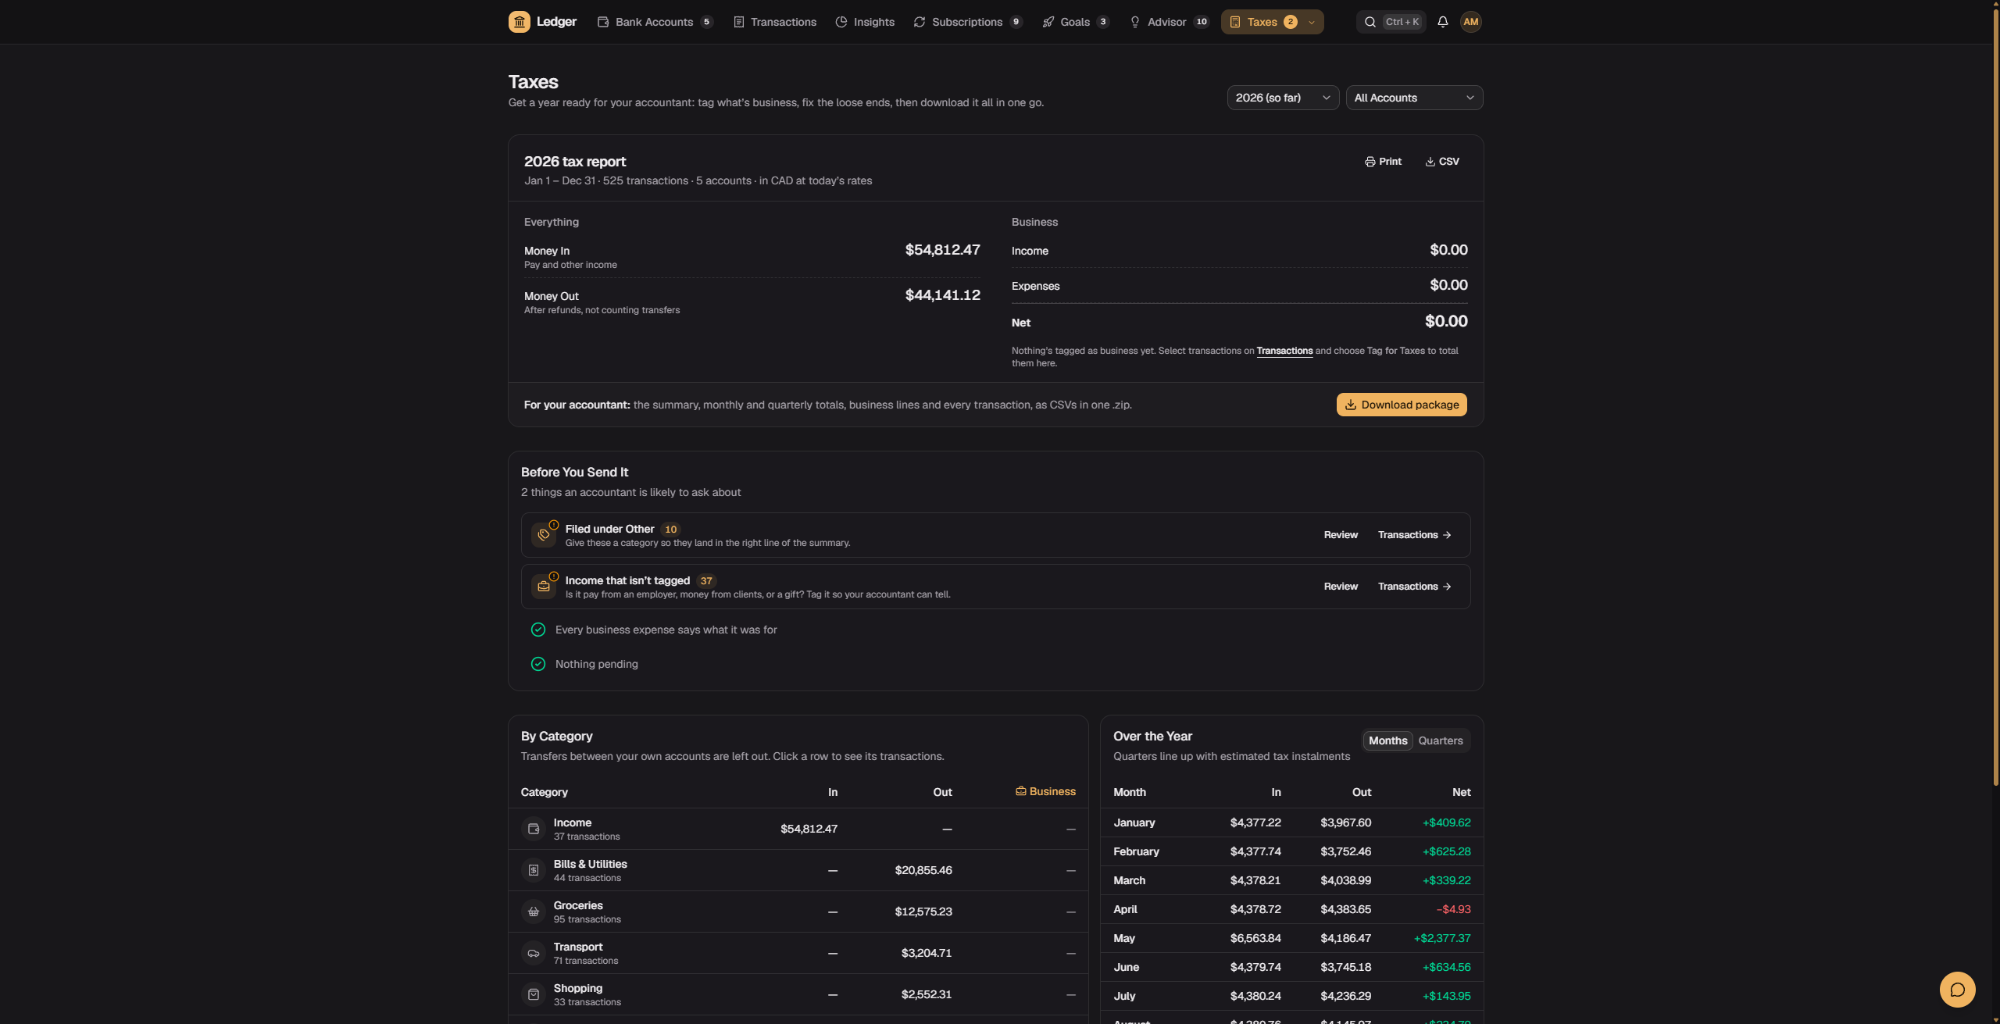 Ledger
Bank Accounts 5
Transactions
Insights
Subscriptions 9
Goals 3
Advisor 10
Taxes 2
Ctrl + K
AM
Taxes
Get a year ready for your accountant: tag what's business, fix the loose ends, then download it all in one go.
2026 (so far)
All Accounts
2026 tax report
Jan 1 – Dec 31 · 525 transactions · 5 accounts · in CAD at today's rates
Print
CSV
Everything
Money In $54,812.47
Pay and other income
Money Out $44,141.12
After refunds, not counting transfers
Business
Income $0.00
Expenses $0.00
Net $0.00
Nothing's tagged as business yet. Select transactions on Transactions and choose Tag for Taxes to total
them here.
For your accountant: the summary, monthly and quarterly totals, business lines and every transaction, as CSVs in one .zip.
Download package
Before You Send It
2 things an accountant is likely to ask about
Filed under Other 10
Give these a category so they land in the right line of the summary.
Review Transactions →
Income that isn't tagged 37
Is it pay from an employer, money from clients, or a gift? Tag it so your accountant can tell.
Review Transactions →
Every business expense says what it was for
Nothing pending
By Category
Transfers between your own accounts are left out. Click a row to see its transactions.
Category In Out Business
Income $54,812.47 — —
37 transactions
Bills & Utilities — $20,855.46 —
44 transactions
Groceries — $12,575.23 —
95 transactions
Transport — $3,204.71 —
71 transactions
Shopping — $2,552.31 —
33 transactions
Over the Year
Quarters line up with estimated tax instalments
Months Quarters
Month In Out Net
January $4,377.22 $3,967.60 +$409.62
February $4,377.74 $3,752.46 +$625.28
March $4,378.21 $4,038.99 +$339.22
April $4,378.72 $4,383.65 −$4.93
May $6,563.84 $4,186.47 +$2,377.37
June $4,379.74 $3,745.18 +$634.56
July $4,380.24 $4,236.29 +$143.95